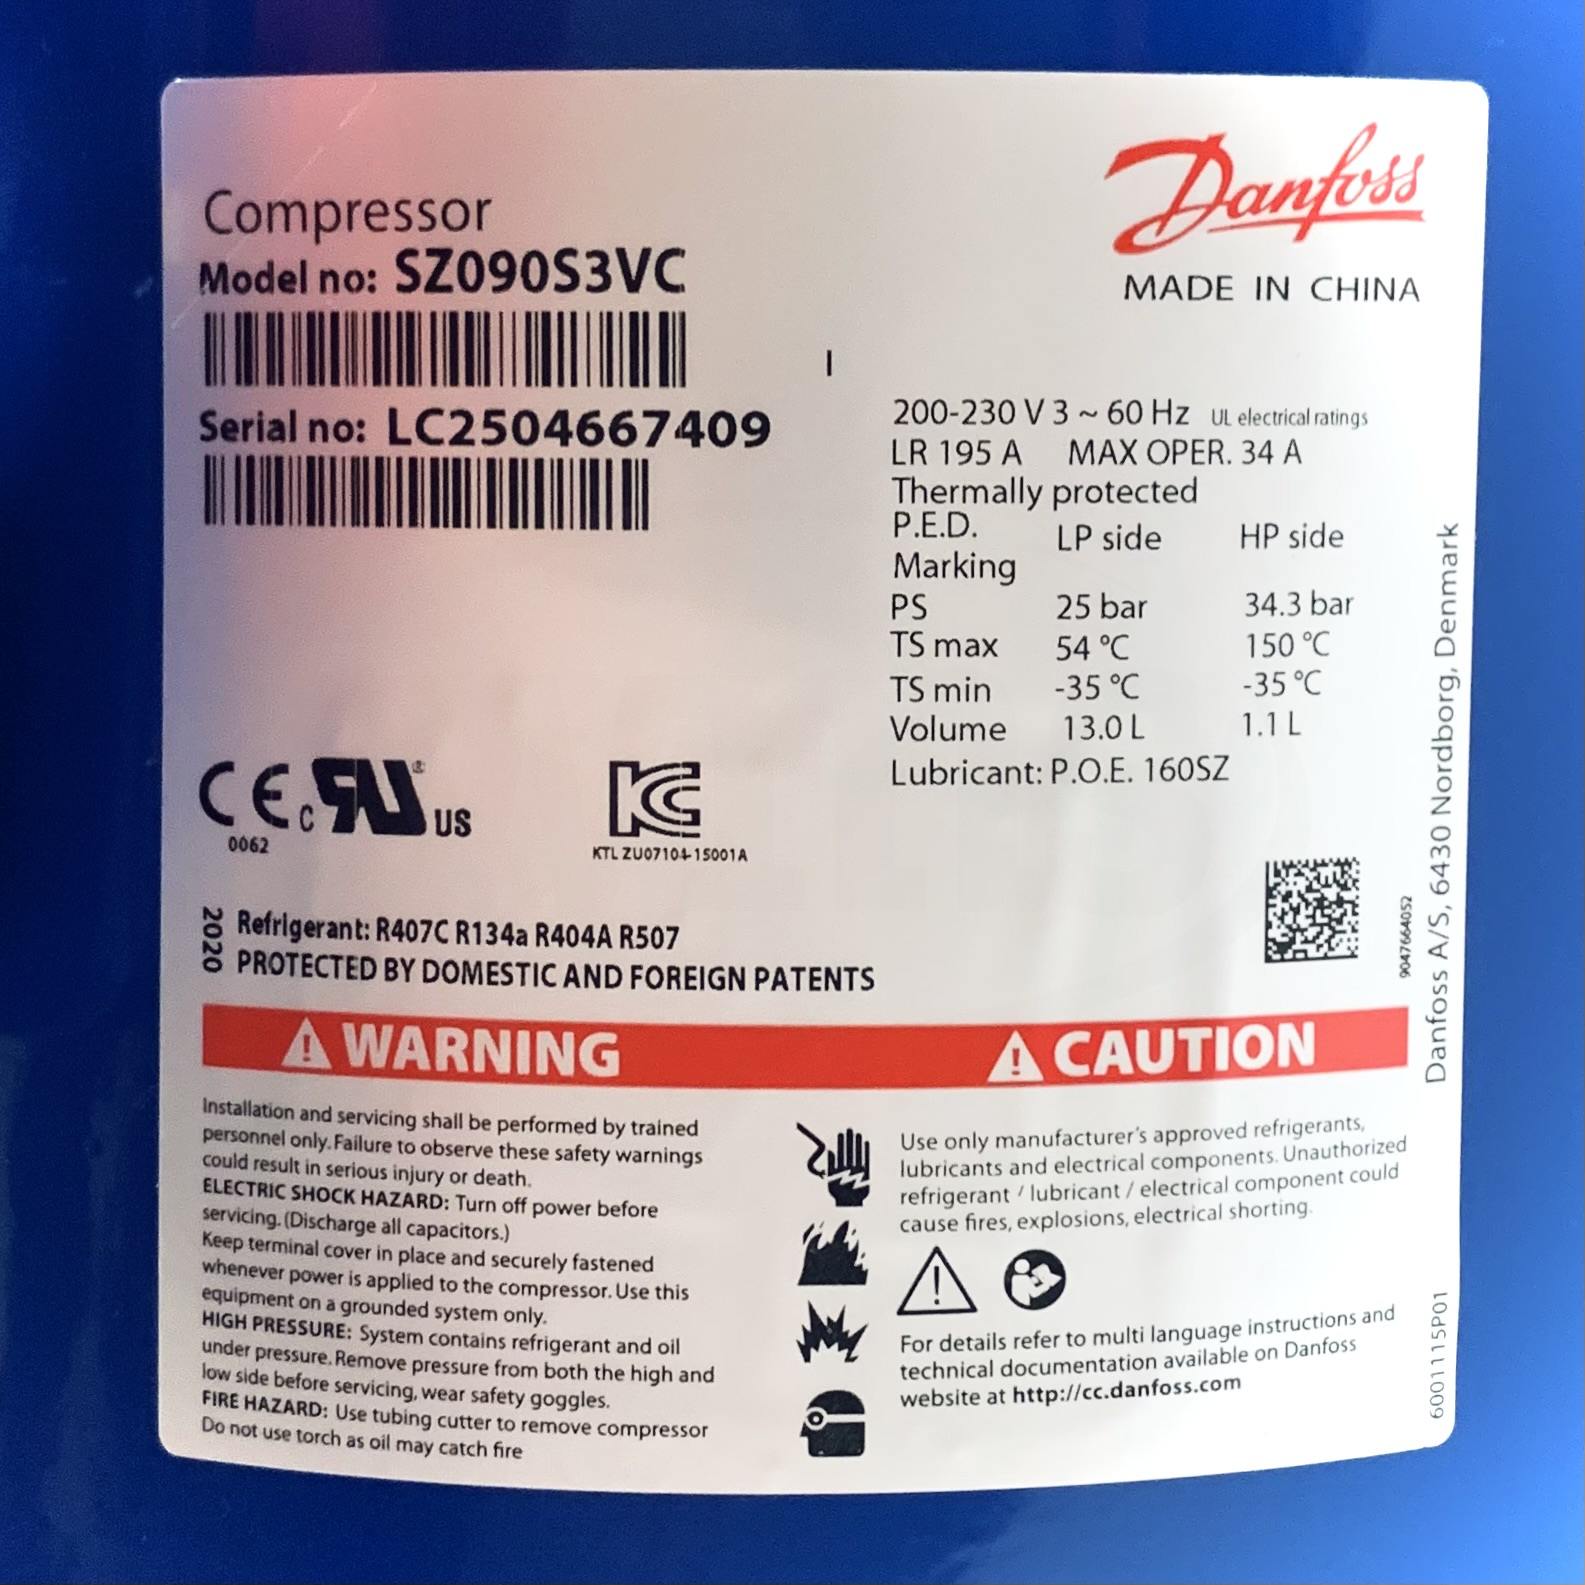 Danfoss
MADE IN CHINA
Compressor
Model no: SZ090S3VC
Serial no: LC2504667409
200-230 V 3 ~ 60 Hz UL electrical ratings
LR 195 A MAX OPER. 34 A
Thermally protected
P.E.D. LP side HP side
Marking
PS 25 bar 34.3 bar
TS max 54 °C 150 °C
TS min -35 °C -35 °C
Volume 13.0 L 1.1 L
Lubricant: P.O.E. 160SZ
CE c RU ® US
0062
KC
KTL ZU07104-15001A
2020
Refrigerant: R407C R134a R404A R507
PROTECTED BY DOMESTIC AND FOREIGN PATENTS
9047664052
Danfoss A/S, 6430 Nordborg, Denmark
WARNING
Installation and servicing shall be performed by trained
personnel only. Failure to observe these safety warnings
could result in serious injury or death.
ELECTRIC SHOCK HAZARD: Turn off power before
servicing. (Discharge all capacitors.)
Keep terminal cover in place and securely fastened
whenever power is applied to the compressor. Use this
equipment on a grounded system only.
HIGH PRESSURE: System contains refrigerant and oil
under pressure. Remove pressure from both the high and
low side before servicing, wear safety goggles.
FIRE HAZARD: Use tubing cutter to remove compressor
Do not use torch as oil may catch fire
CAUTION
Use only manufacturer's approved refrigerants,
lubricants and electrical components. Unauthorized
refrigerant / lubricant / electrical component could
cause fires, explosions, electrical shorting.
For details refer to multi language instructions and
technical documentation available on Danfoss
website at http://cc.danfoss.com
6001115P01